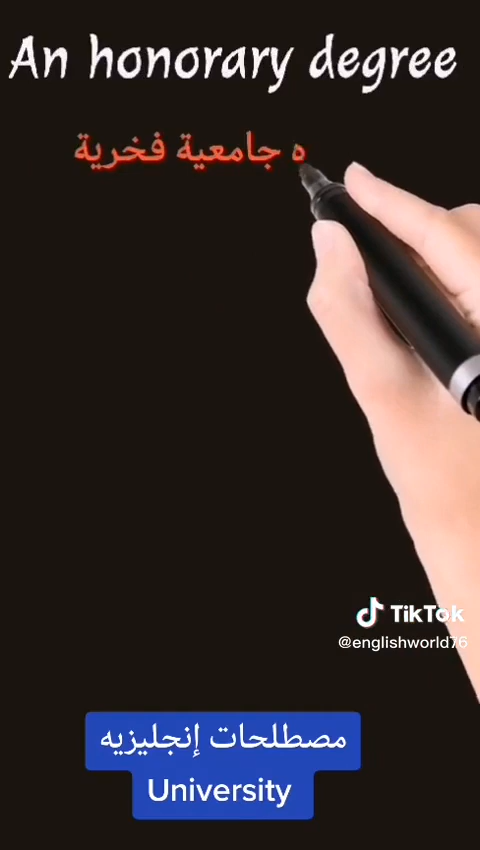 An honorary degree
ه جامعية فخرية
TikTok
@englishworld76
مصطلحات إنجليزيه
University